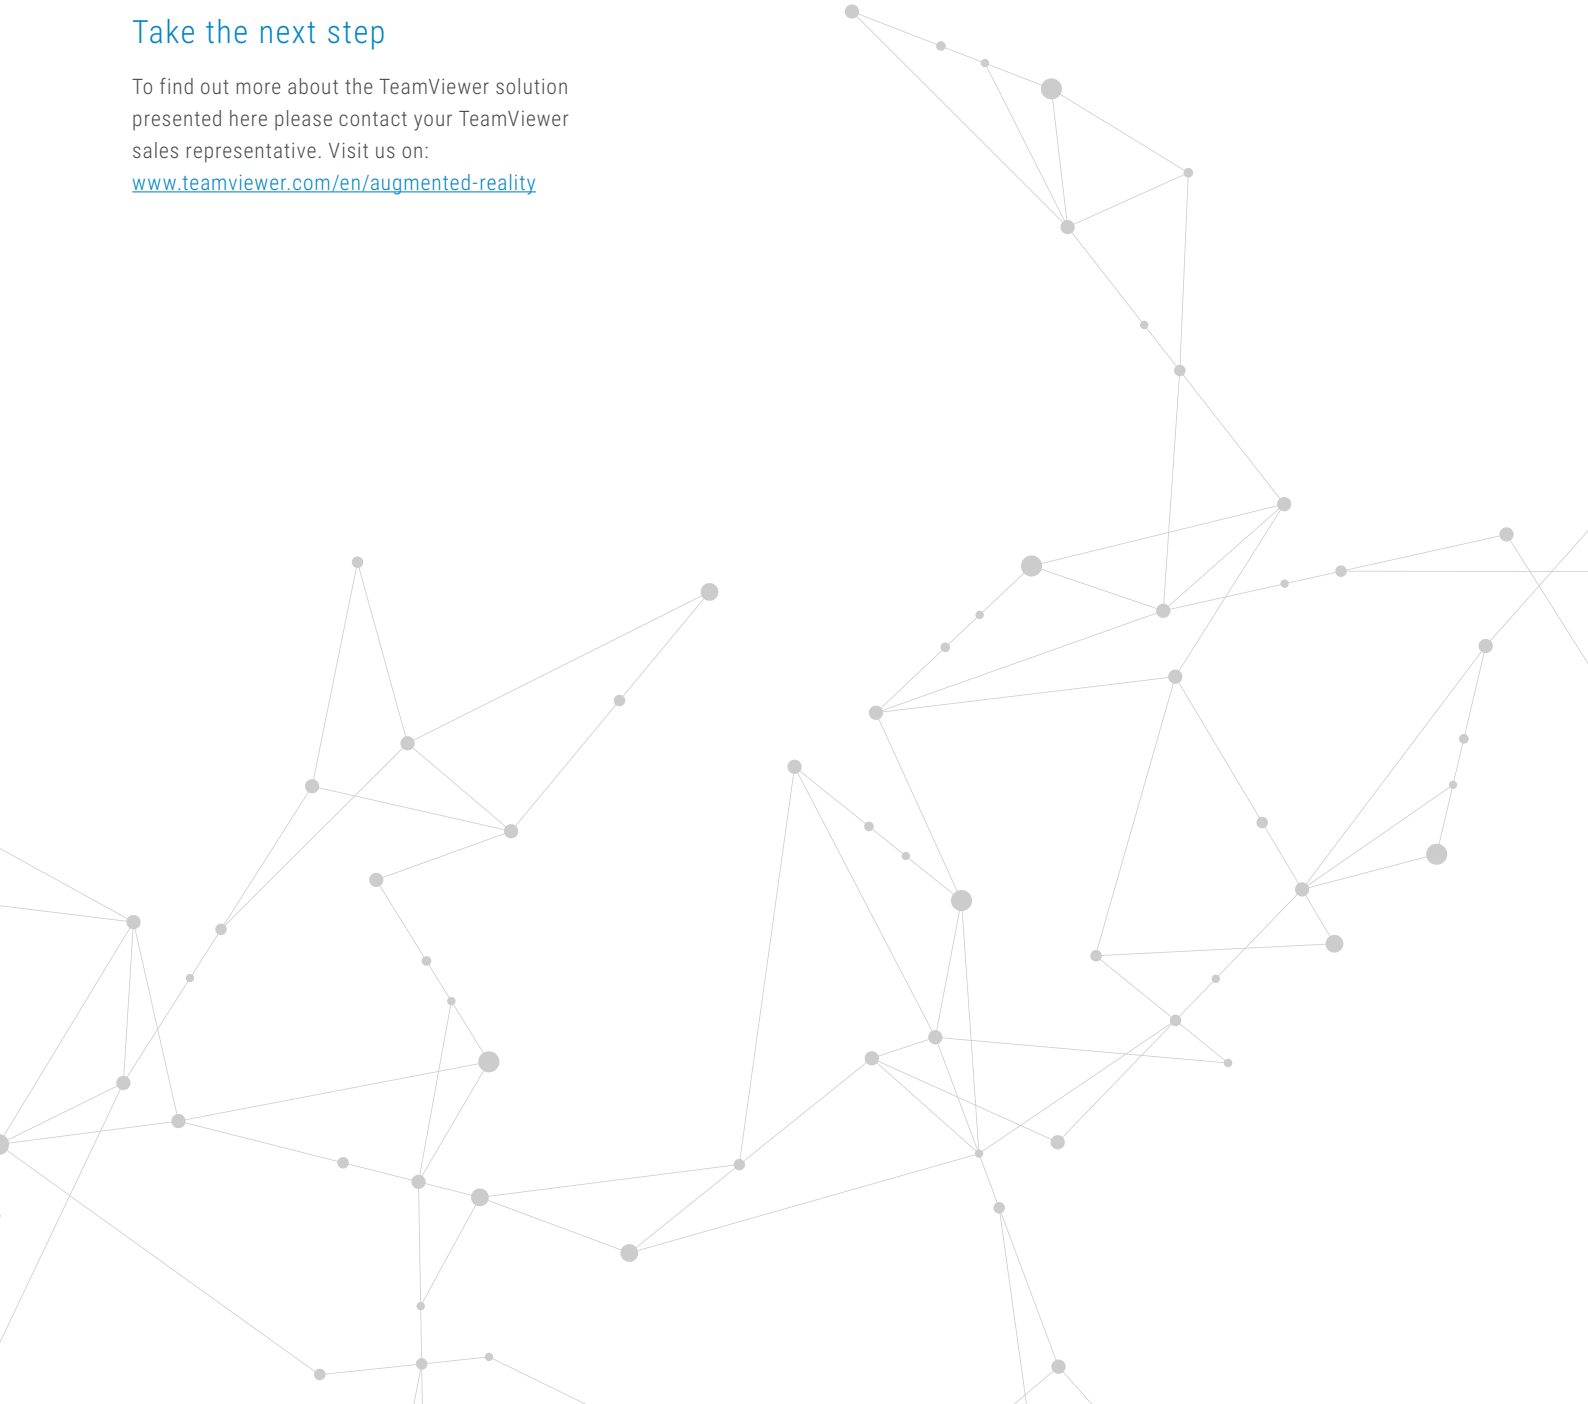 Take the next step
To find out more about the TeamViewer solution
presented here please contact your TeamViewer
sales representative. Visit us on:
www.teamviewer.com/en/augmented-reality